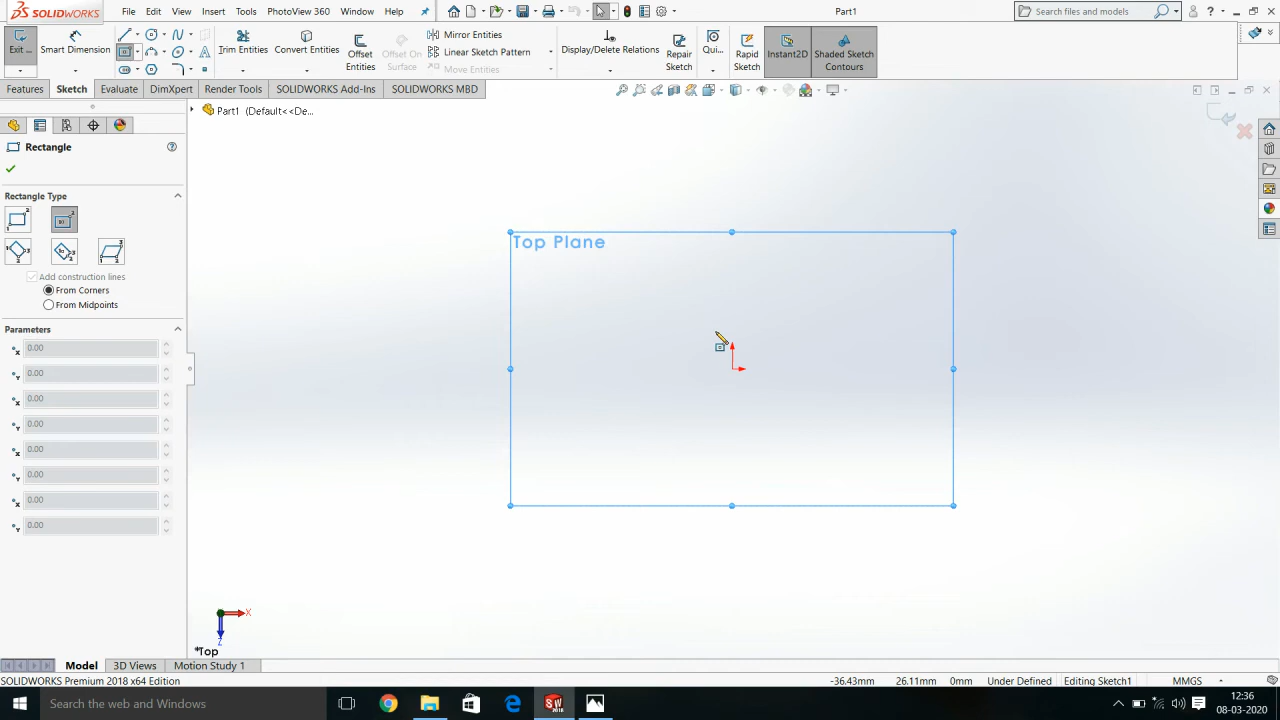 SOLIDWORKS File Edit View Insert Tools PhotoView 360 Window Help Part1 Search files and models ?
Exit ... Smart Dimension Trim Entities Convert Entities Offset Entities Offset On Surface Mirror Entities Linear Sketch Pattern Move Entities Display/Delete Relations Repair Sketch Qui... Rapid Sketch Instant2D Shaded Sketch Contours
Features Sketch Evaluate DimXpert Render Tools SOLIDWORKS Add-Ins SOLIDWORKS MBD
Part1 (Default<<De...
Rectangle
Rectangle Type
Add construction lines
From Corners
From Midpoints
Parameters
X 0.00
Y 0.00
X 0.00
Y 0.00
X 0.00
Y 0.00
X 0.00
Y 0.00
Top Plane
X
Z
*Top
Model 3D Views Motion Study 1
SOLIDWORKS Premium 2018 x64 Edition -36.43mm 26.11mm 0mm Under Defined Editing Sketch1 MMGS
Search the web and Windows
12:36
08-03-2020